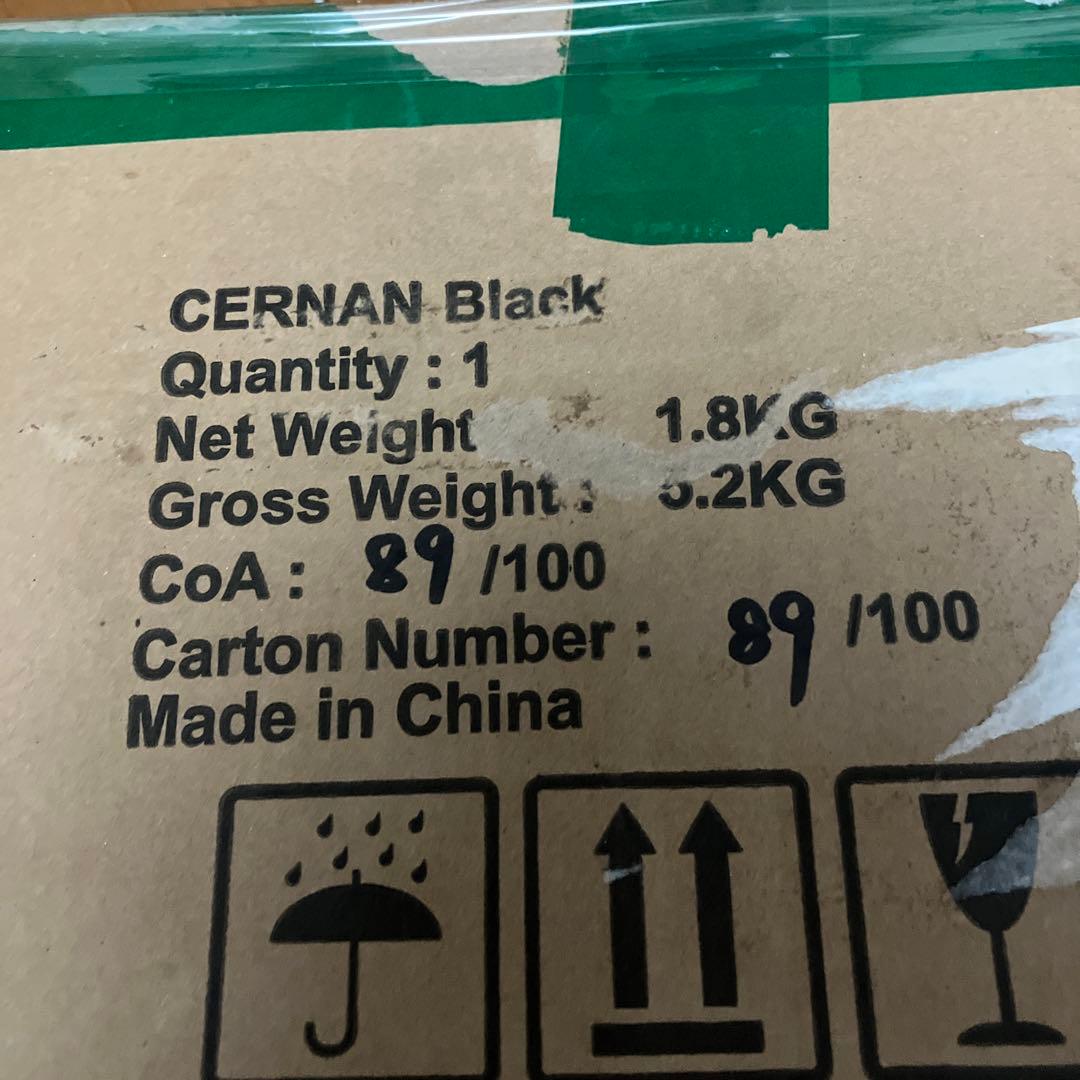 CERNAN Black
Quantity : 1
Net Weight 1.8KG
Gross Weight : .2KG
CoA : 89 /100
Carton Number : 89 /100
Made in China